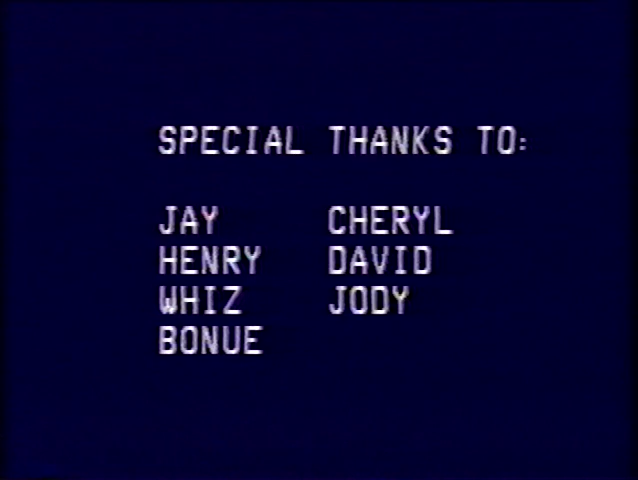 SPECIAL THANKS TO:
JAY CHERYL
HENRY DAVID
WHIZ JODY
BONUE